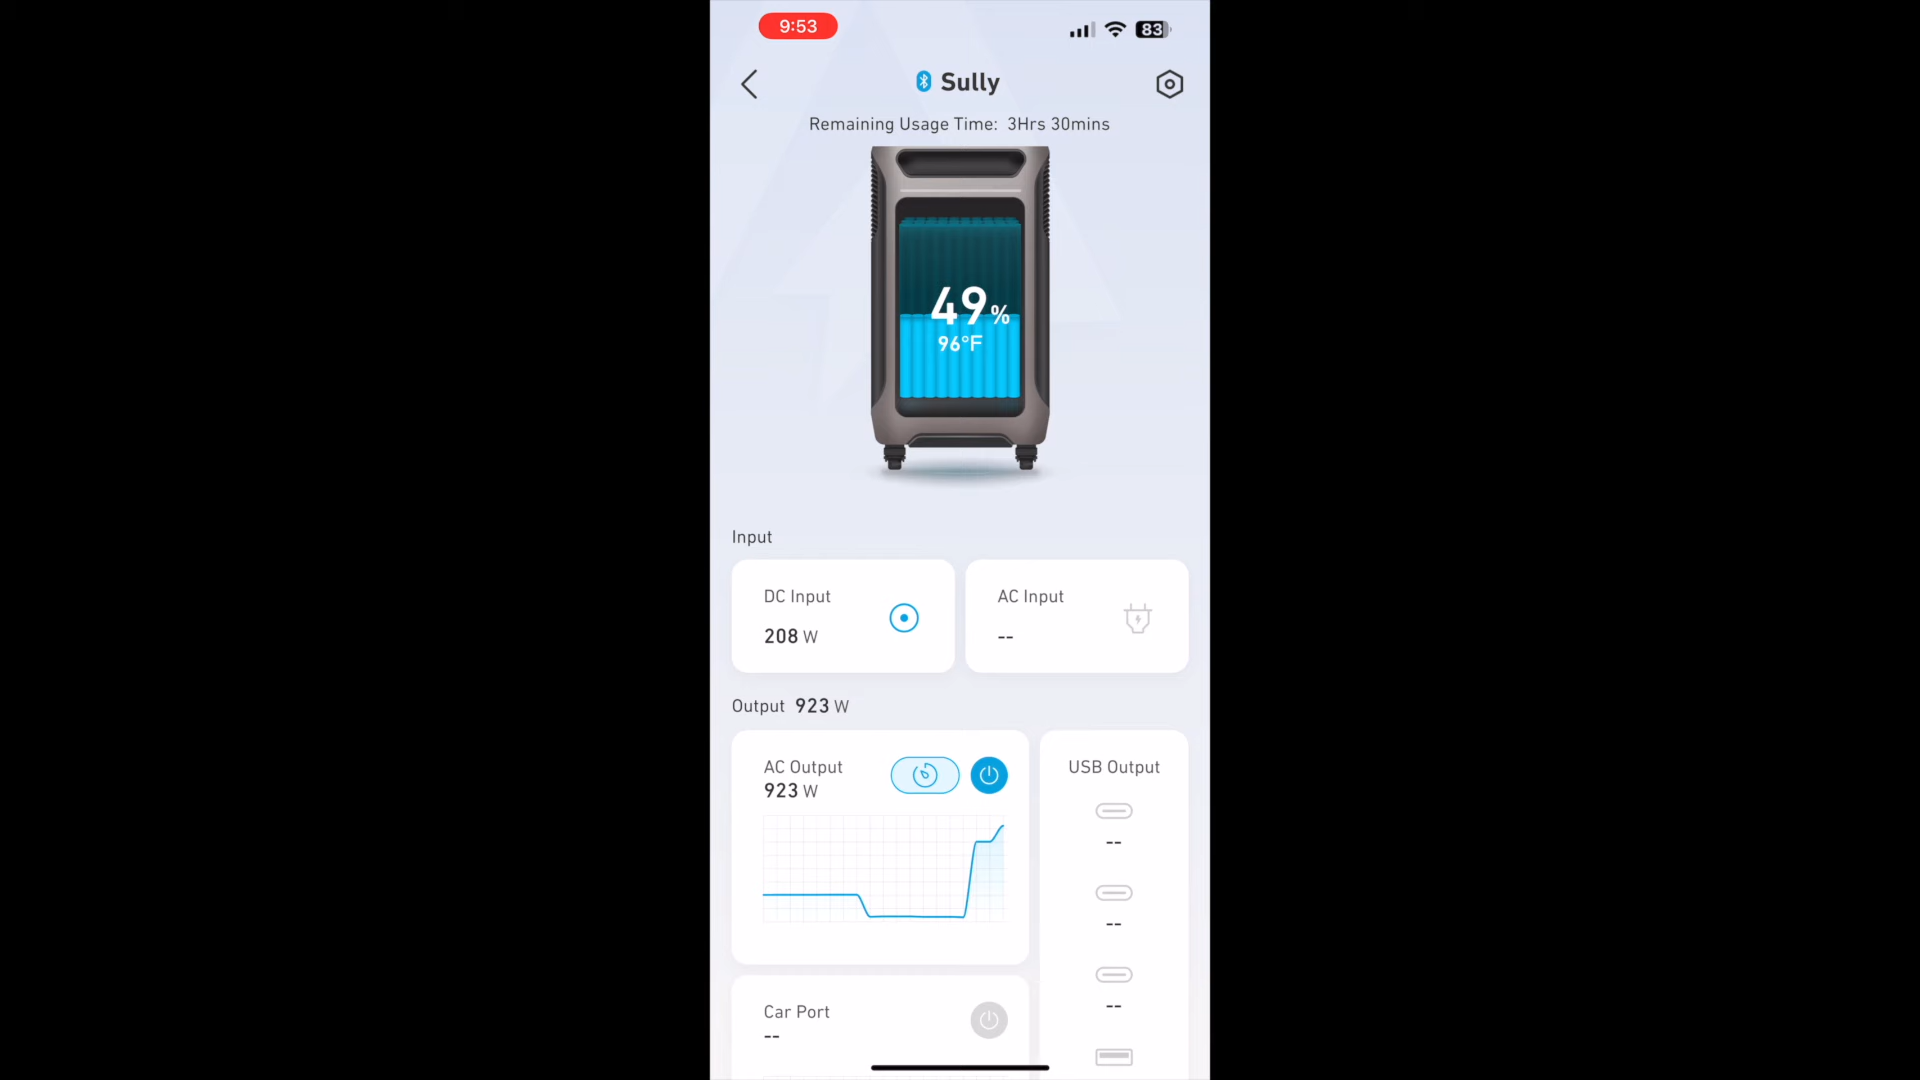 9:53
83
Sully
Remaining Usage Time: 3Hrs 30mins
49%
96°F
Input
DC Input
208 W
AC Input
--
Output 923 W
AC Output
923 W
USB Output
--
--
--
Car Port
--